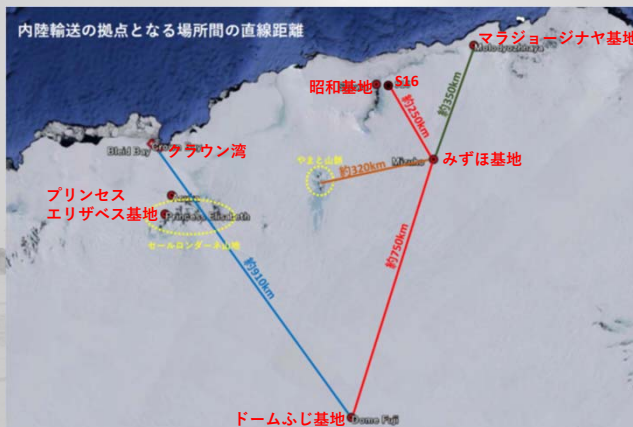 内陸輸送の拠点となる場所間の直線距離
マラジョージナヤ基地
Molodyozhnaya
昭和基地
S16
約350km
約250km
クラウン湾
Breid Bay
やまと山脈
約320km
Mizuho
みずほ基地
プリンセス
エリザベス基地
Princess Elisabeth
セールロンダーネ山地
約910km
約750km
ドームふじ基地
Dome Fuji